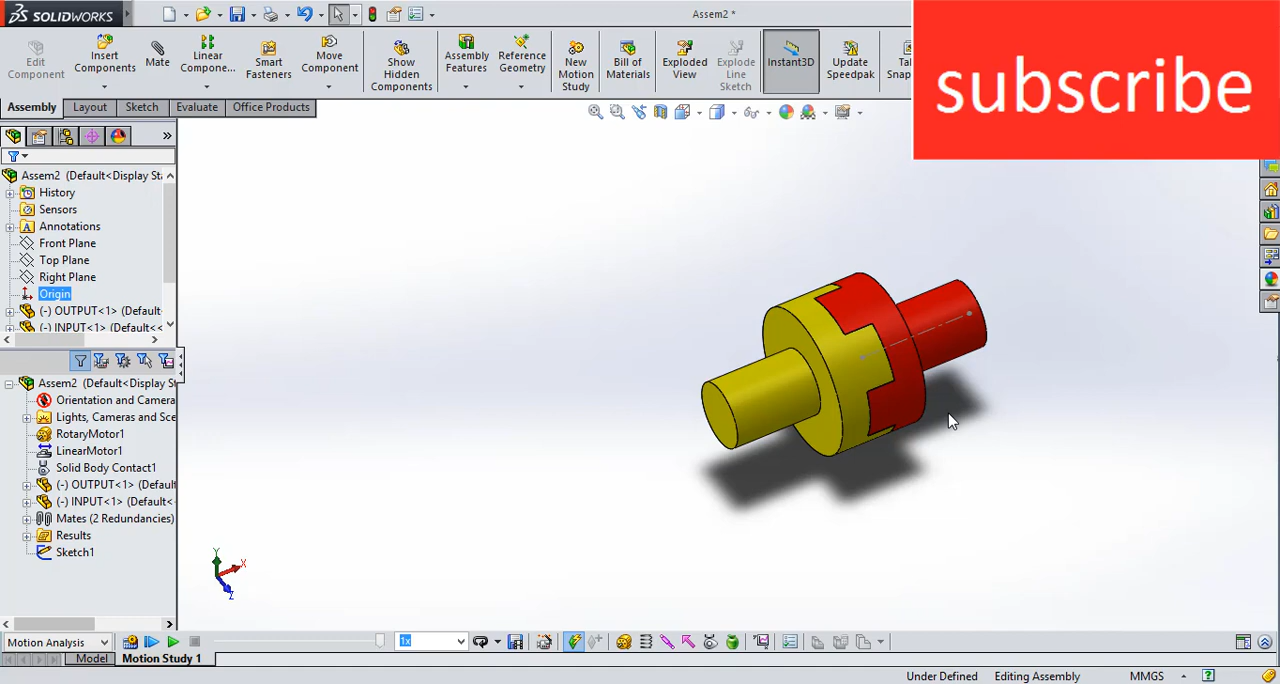 SOLIDWORKS
Assem2 *
subscribe
Edit Component
Insert Components
Mate
Linear Compone...
Smart Fasteners
Move Component
Show Hidden Components
Assembly Features
Reference Geometry
New Motion Study
Bill of Materials
Exploded View
Explode Line Sketch
Instant3D
Update Speedpak
Assembly
Layout
Sketch
Evaluate
Office Products
Assem2 (Default<Display Sta
History
Sensors
Annotations
Front Plane
Top Plane
Right Plane
Origin
(-) OUTPUT<1> (Default
(-) INPUT<1> (Default<<
Assem2 (Default<Display St
Orientation and Camera
Lights, Cameras and Sce
RotaryMotor1
LinearMotor1
Solid Body Contact1
(-) OUTPUT<1> (Default
(-) INPUT<1> (Default<
Mates (2 Redundancies)
Results
Sketch1
Y
X
Z
Motion Analysis
1x
Model
Motion Study 1
Under Defined
Editing Assembly
MMGS